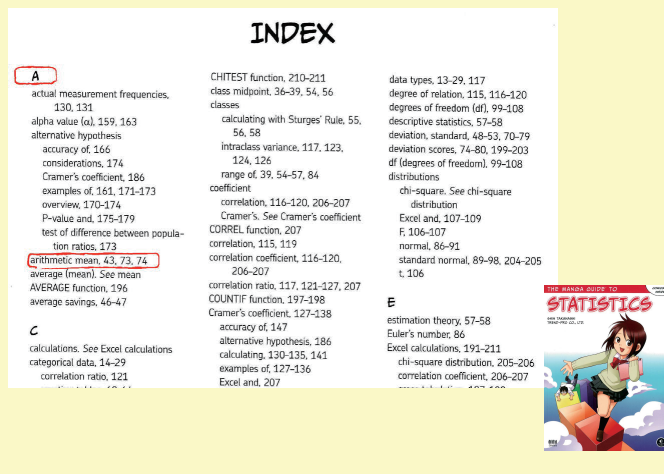 INDEX
A
actual measurement frequencies,
130, 131
alpha value (α), 159, 163
alternative hypothesis
accuracy of, 166
considerations, 174
Cramer's coefficient, 186
examples of, 161, 171-173
overview, 170-174
P-value and, 175-179
test of difference between popula-
tion ratios, 173
arithmetic mean, 43, 73, 74
average (mean). See mean
AVERAGE function, 196
average savings, 46-47
C
calculations. See Excel calculations
categorical data, 14-29
correlation ratio, 121
CHITEST function, 210-211
class midpoint, 36-39, 54, 56
classes
calculating with Sturges' Rule, 55,
56, 58
intraclass variance, 117, 123,
124, 126
range of, 39, 54-57, 84
coefficient
correlation, 116-120, 206-207
Cramer's. See Cramer's coefficient
CORREL function, 207
correlation, 115, 119
correlation coefficient, 116-120,
206-207
correlation ratio, 117, 121-127, 207
COUNTIF function, 197-198
Cramer's coefficient, 127-138
accuracy of, 147
alternative hypothesis, 186
calculating, 130-135, 141
examples of, 127-136
Excel and, 207
data types, 13-29, 117
degree of relation, 115, 116-120
degrees of freedom (df), 99-108
descriptive statistics, 57-58
deviation, standard, 48-53, 70-79
deviation scores, 74-80, 199-203
df (degrees of freedom), 99-108
distributions
chi-square. See chi-square
distribution
Excel and, 107-109
F, 106-107
normal, 86-91
standard normal, 89-98, 204-205
t, 106
E
estimation theory, 57-58
Euler's number, 86
Excel calculations, 191-211
chi-square distribution, 205-206
correlation coefficient, 206-207
THE MANGA GUIDE TO
STATISTICS
SHIN TAKAHASHI
TREND-PRO CO., LTD.